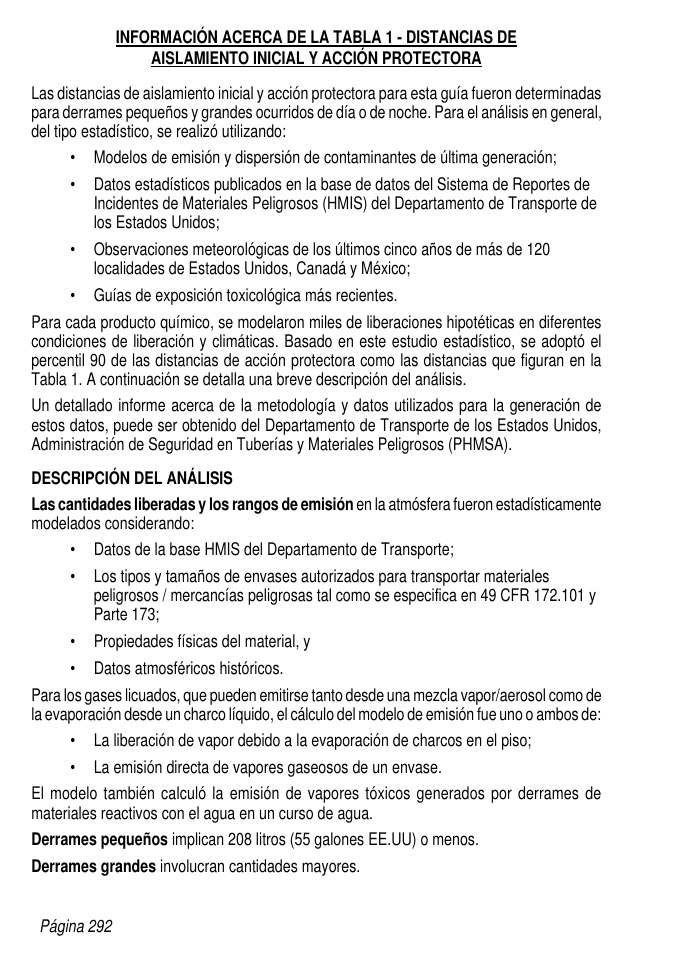 INFORMACIÓN ACERCA DE LA TABLA 1 - DISTANCIAS DE
AISLAMIENTO INICIAL Y ACCIÓN PROTECTORA
Las distancias de aislamiento inicial y acción protectora para esta guía fueron determinadas
para derrames pequeños y grandes ocurridos de día o de noche. Para el análisis en general,
del tipo estadístico, se realizó utilizando:
• Modelos de emisión y dispersión de contaminantes de última generación;
• Datos estadísticos publicados en la base de datos del Sistema de Reportes de
Incidentes de Materiales Peligrosos (HMIS) del Departamento de Transporte de
los Estados Unidos;
• Observaciones meteorológicas de los últimos cinco años de más de 120
localidades de Estados Unidos, Canadá y México;
• Guías de exposición toxicológica más recientes.
Para cada producto químico, se modelaron miles de liberaciones hipotéticas en diferentes
condiciones de liberación y climáticas. Basado en este estudio estadístico, se adoptó el
percentil 90 de las distancias de acción protectora como las distancias que figuran en la
Tabla 1. A continuación se detalla una breve descripción del análisis.
Un detallado informe acerca de la metodología y datos utilizados para la generación de
estos datos, puede ser obtenido del Departamento de Transporte de los Estados Unidos,
Administración de Seguridad en Tuberías y Materiales Peligrosos (PHMSA).
DESCRIPCIÓN DEL ANÁLISIS
Las cantidades liberadas y los rangos de emisión en la atmósfera fueron estadísticamente
modelados considerando:
• Datos de la base HMIS del Departamento de Transporte;
• Los tipos y tamaños de envases autorizados para transportar materiales
peligrosos / mercancías peligrosas tal como se especifica en 49 CFR 172.101 y
Parte 173;
• Propiedades físicas del material, y
• Datos atmosféricos históricos.
Para los gases licuados, que pueden emitirse tanto desde una mezcla vapor/aerosol como de
la evaporación desde un charco líquido, el cálculo del modelo de emisión fue uno o ambos de:
• La liberación de vapor debido a la evaporación de charcos en el piso;
• La emisión directa de vapores gaseosos de un envase.
El modelo también calculó la emisión de vapores tóxicos generados por derrames de
materiales reactivos con el agua en un curso de agua.
Derrames pequeños implican 208 litros (55 galones EE.UU) o menos.
Derrames grandes involucran cantidades mayores.
Página 292